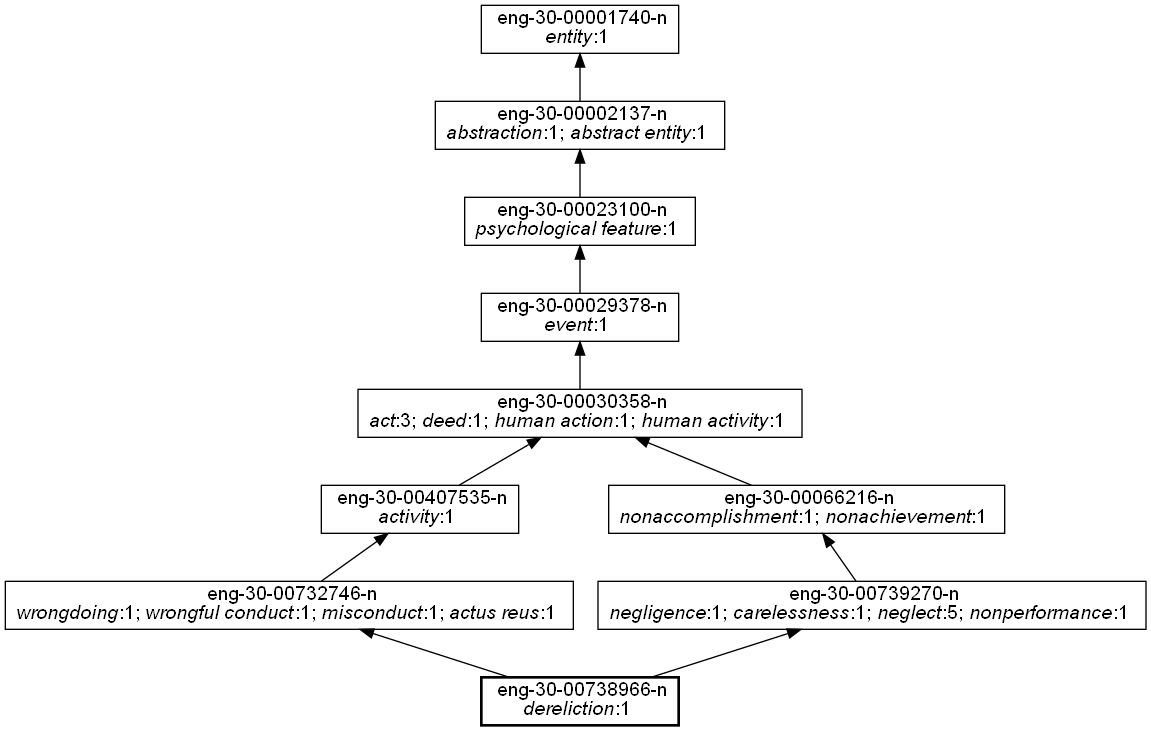 eng-30-00001740-n
entity:1
eng-30-00002137-n
abstraction:1; abstract entity:1
eng-30-00023100-n
psychological feature:1
eng-30-00029378-n
event:1
eng-30-00030358-n
act:3; deed:1; human action:1; human activity:1
eng-30-00407535-n
activity:1
eng-30-00066216-n
nonaccomplishment:1; nonachievement:1
eng-30-00732746-n
wrongdoing:1; wrongful conduct:1; misconduct:1; actus reus:1
eng-30-00739270-n
negligence:1; carelessness:1; neglect:5; nonperformance:1
eng-30-00738966-n
dereliction:1